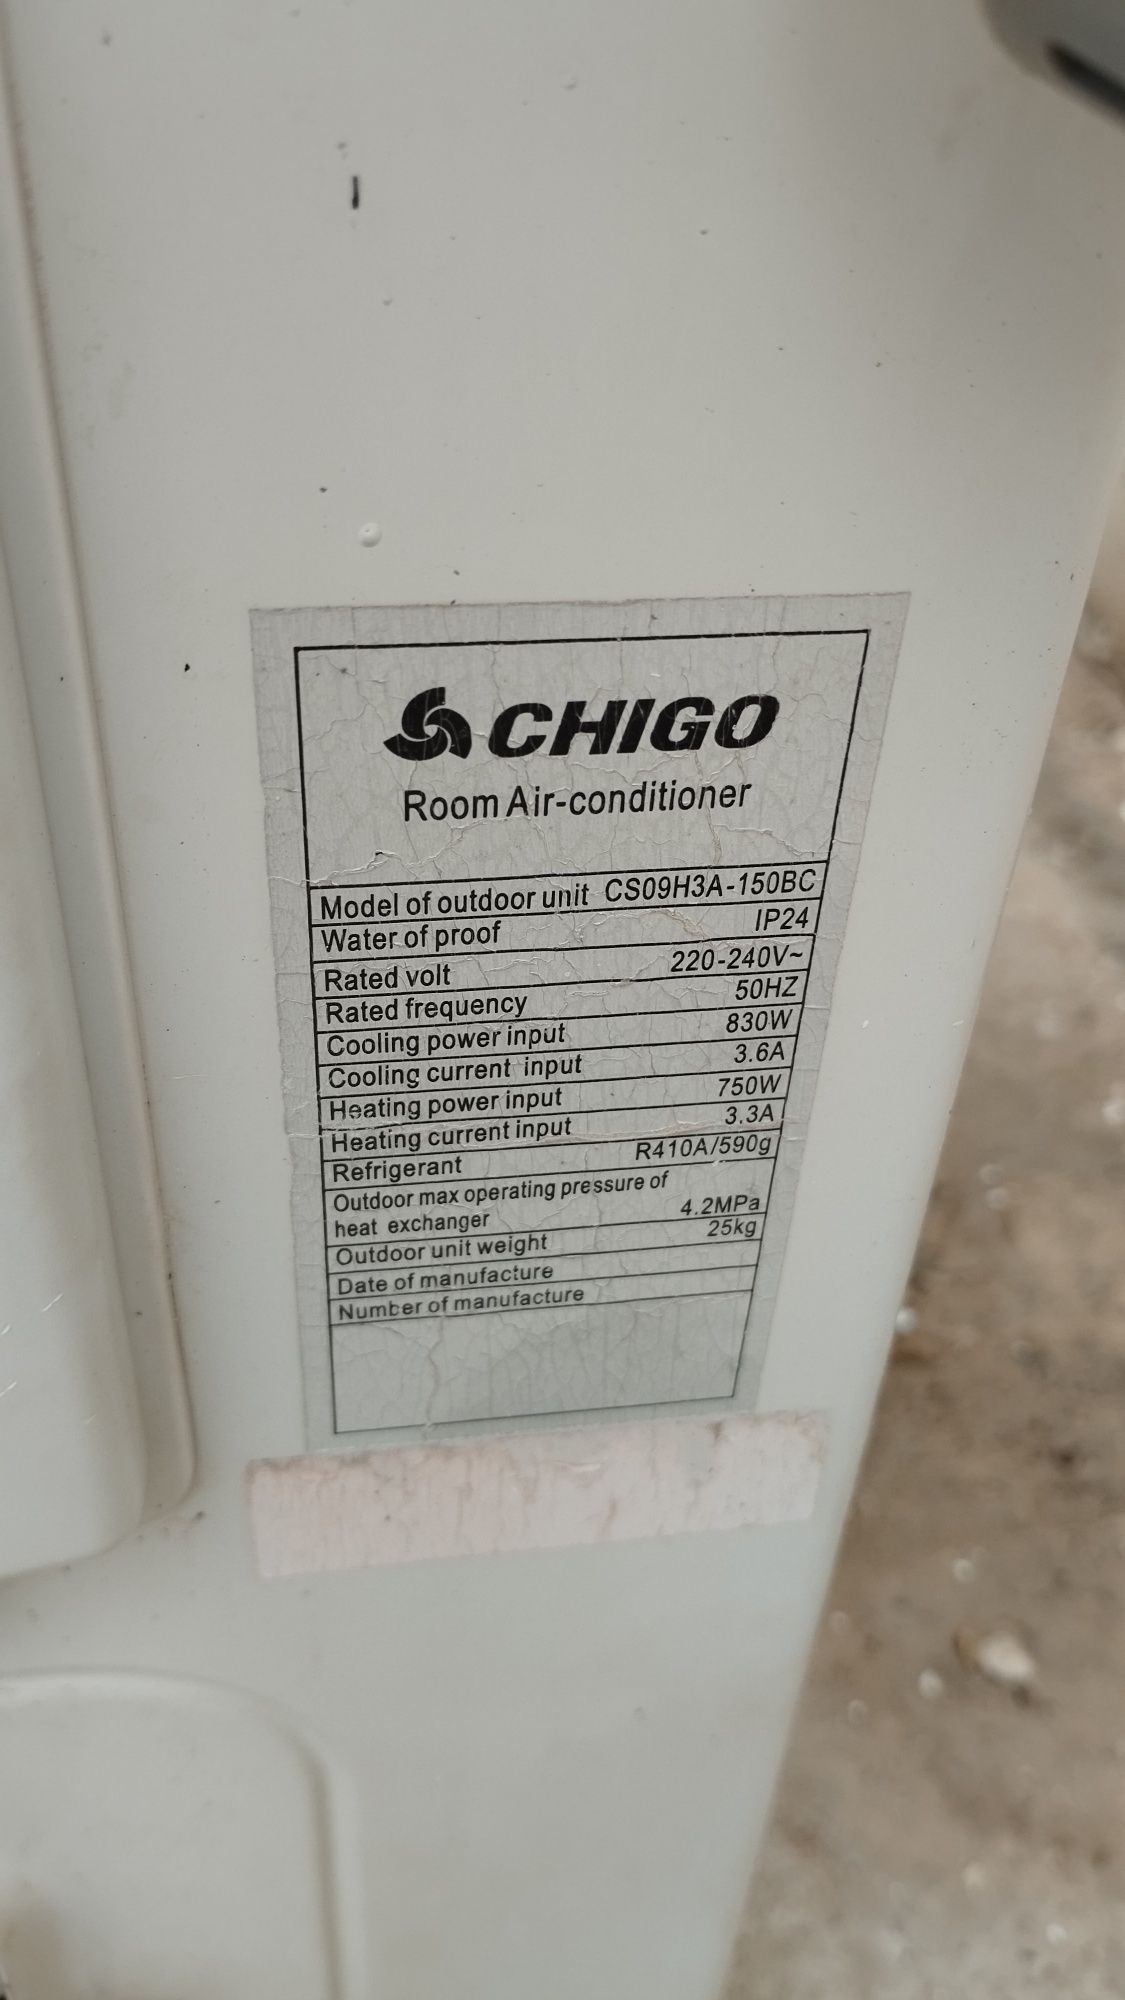 CHIGO
Room Air-conditioner
Model of outdoor unit CS09H3A-150BC
Water of proof IP24
Rated volt 220-240V~
Rated frequency 50HZ
Cooling power input 830W
Cooling current input 3.6A
Heating power input 750W
Heating current input 3.3A
Refrigerant R410A/590g
Outdoor max operating pressure of
heat exchanger 4.2MPa
Outdoor unit weight 25kg
Date of manufacture
Number of manufacture